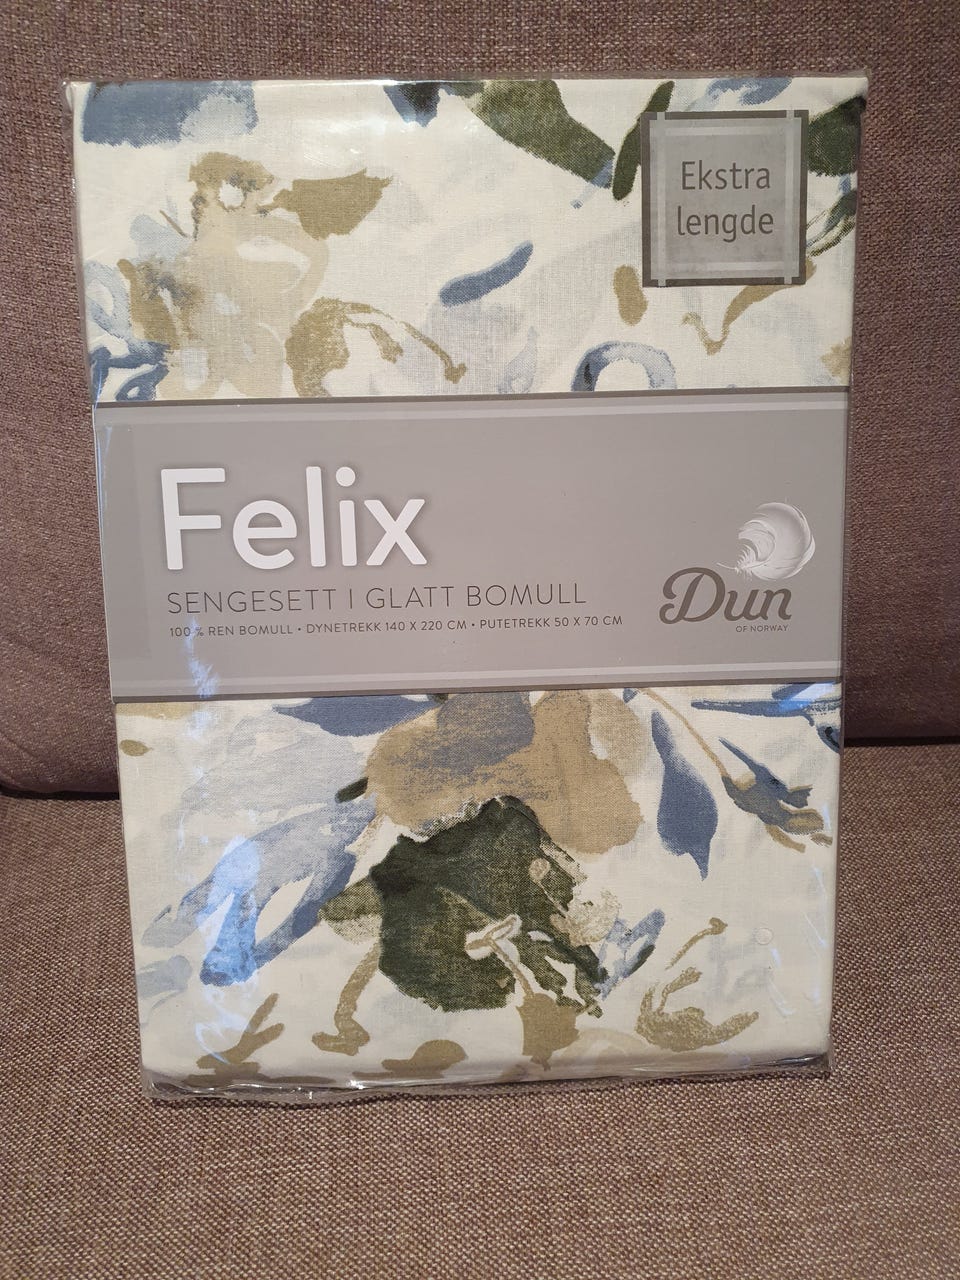 Ekstra
lengde
Felix
SENGESETT I GLATT BOMULL
100 % REN BOMULL • DYNETREKK 140 X 220 CM • PUTETREKK 50 X 70 CM
Dun
OF NORWAY